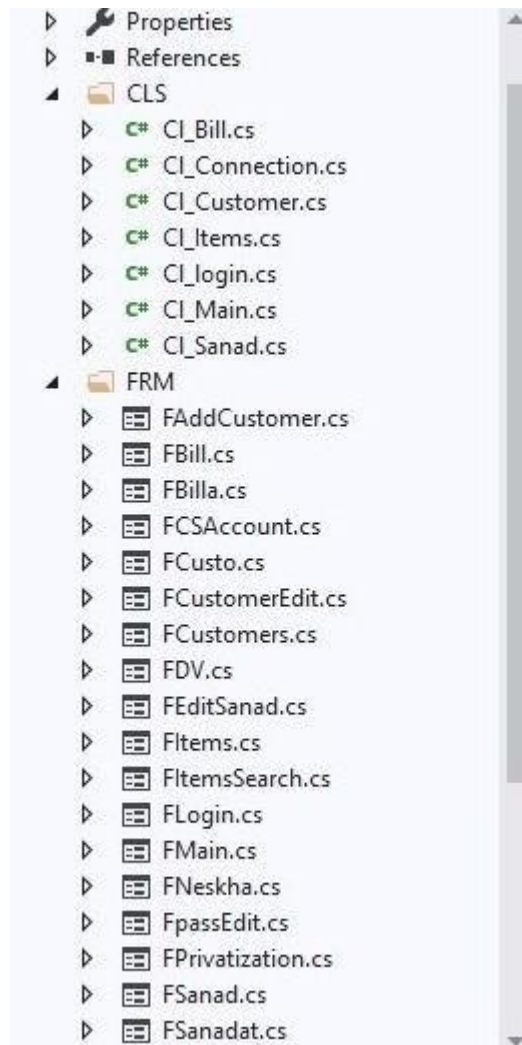 Properties
References
CLS
C# Cl_Bill.cs
C# Cl_Connection.cs
C# Cl_Customer.cs
C# Cl_Items.cs
C# Cl_login.cs
C# Cl_Main.cs
C# Cl_Sanad.cs
FRM
FAddCustomer.cs
FBill.cs
FBilla.cs
FCSAccount.cs
FCusto.cs
FCustomerEdit.cs
FCustomers.cs
FDV.cs
FEditSanad.cs
FItems.cs
FItemsSearch.cs
FLogin.cs
FMain.cs
FNeskha.cs
FpassEdit.cs
FPrivatization.cs
FSanad.cs
FSanadat.cs